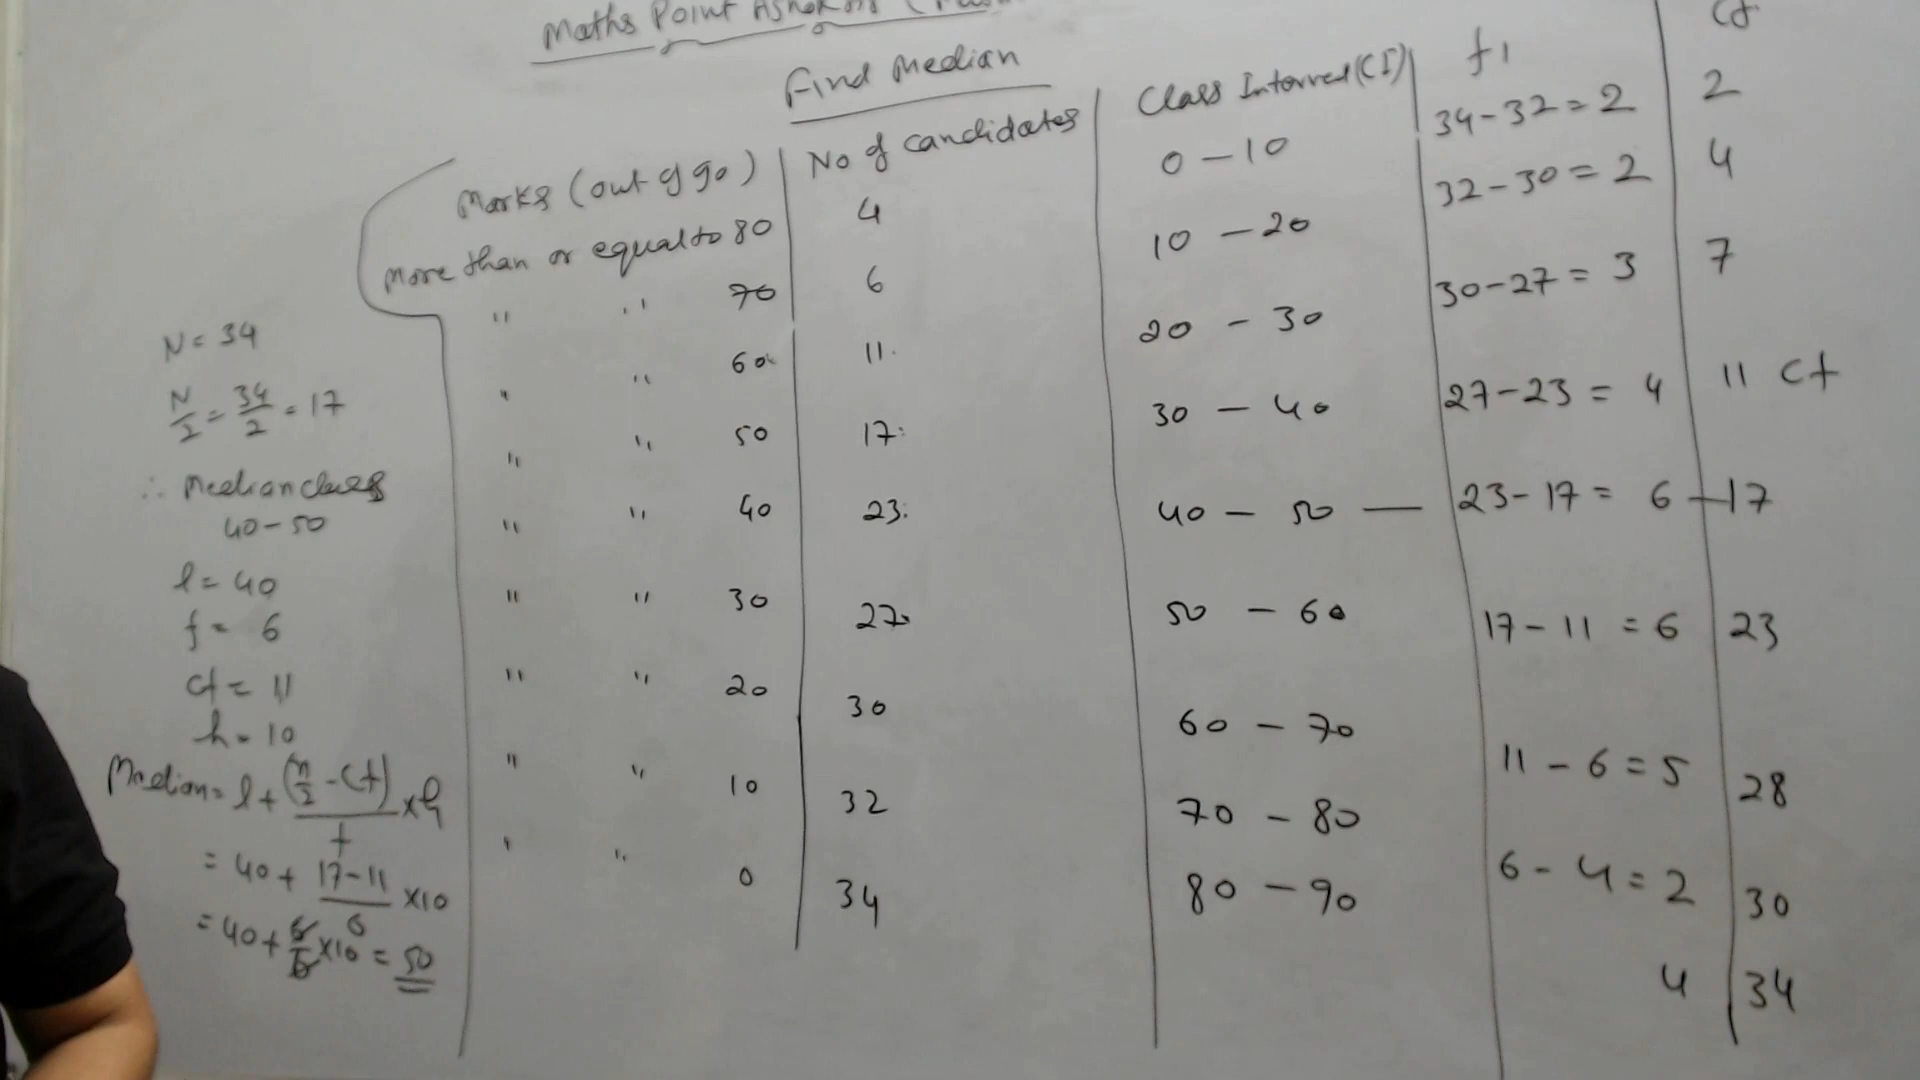 Maths Point
Find Median
Marks (out of 90) No of candidates Class Interval (CI) f1 cf
more than or equal to 80 4 0 - 10 34-32=2 2
" " 70 6 10 - 20 32-30=2 4
" " 60 11 20 - 30 30-27=3 7
" " 50 17 30 - 40 27-23=4 11 cf
" " 40 23 40 - 50 — 23-17=6 — 17
" " 30 27 50 - 60 17-11=6 23
" " 20 30 60 - 70 11-6=5 28
" " 10 32 70 - 80 6-4=2 30
" " 0 34 80 - 90 4 34
N = 34
N/2 = 34/2 = 17
∴ Median class
40-50
l = 40
f = 6
cf = 11
h = 10
Median = l + (n/2 - cf)/f × h
= 40 + 17-11/6 ×10
= 40 + 6/6 ×10 = 50